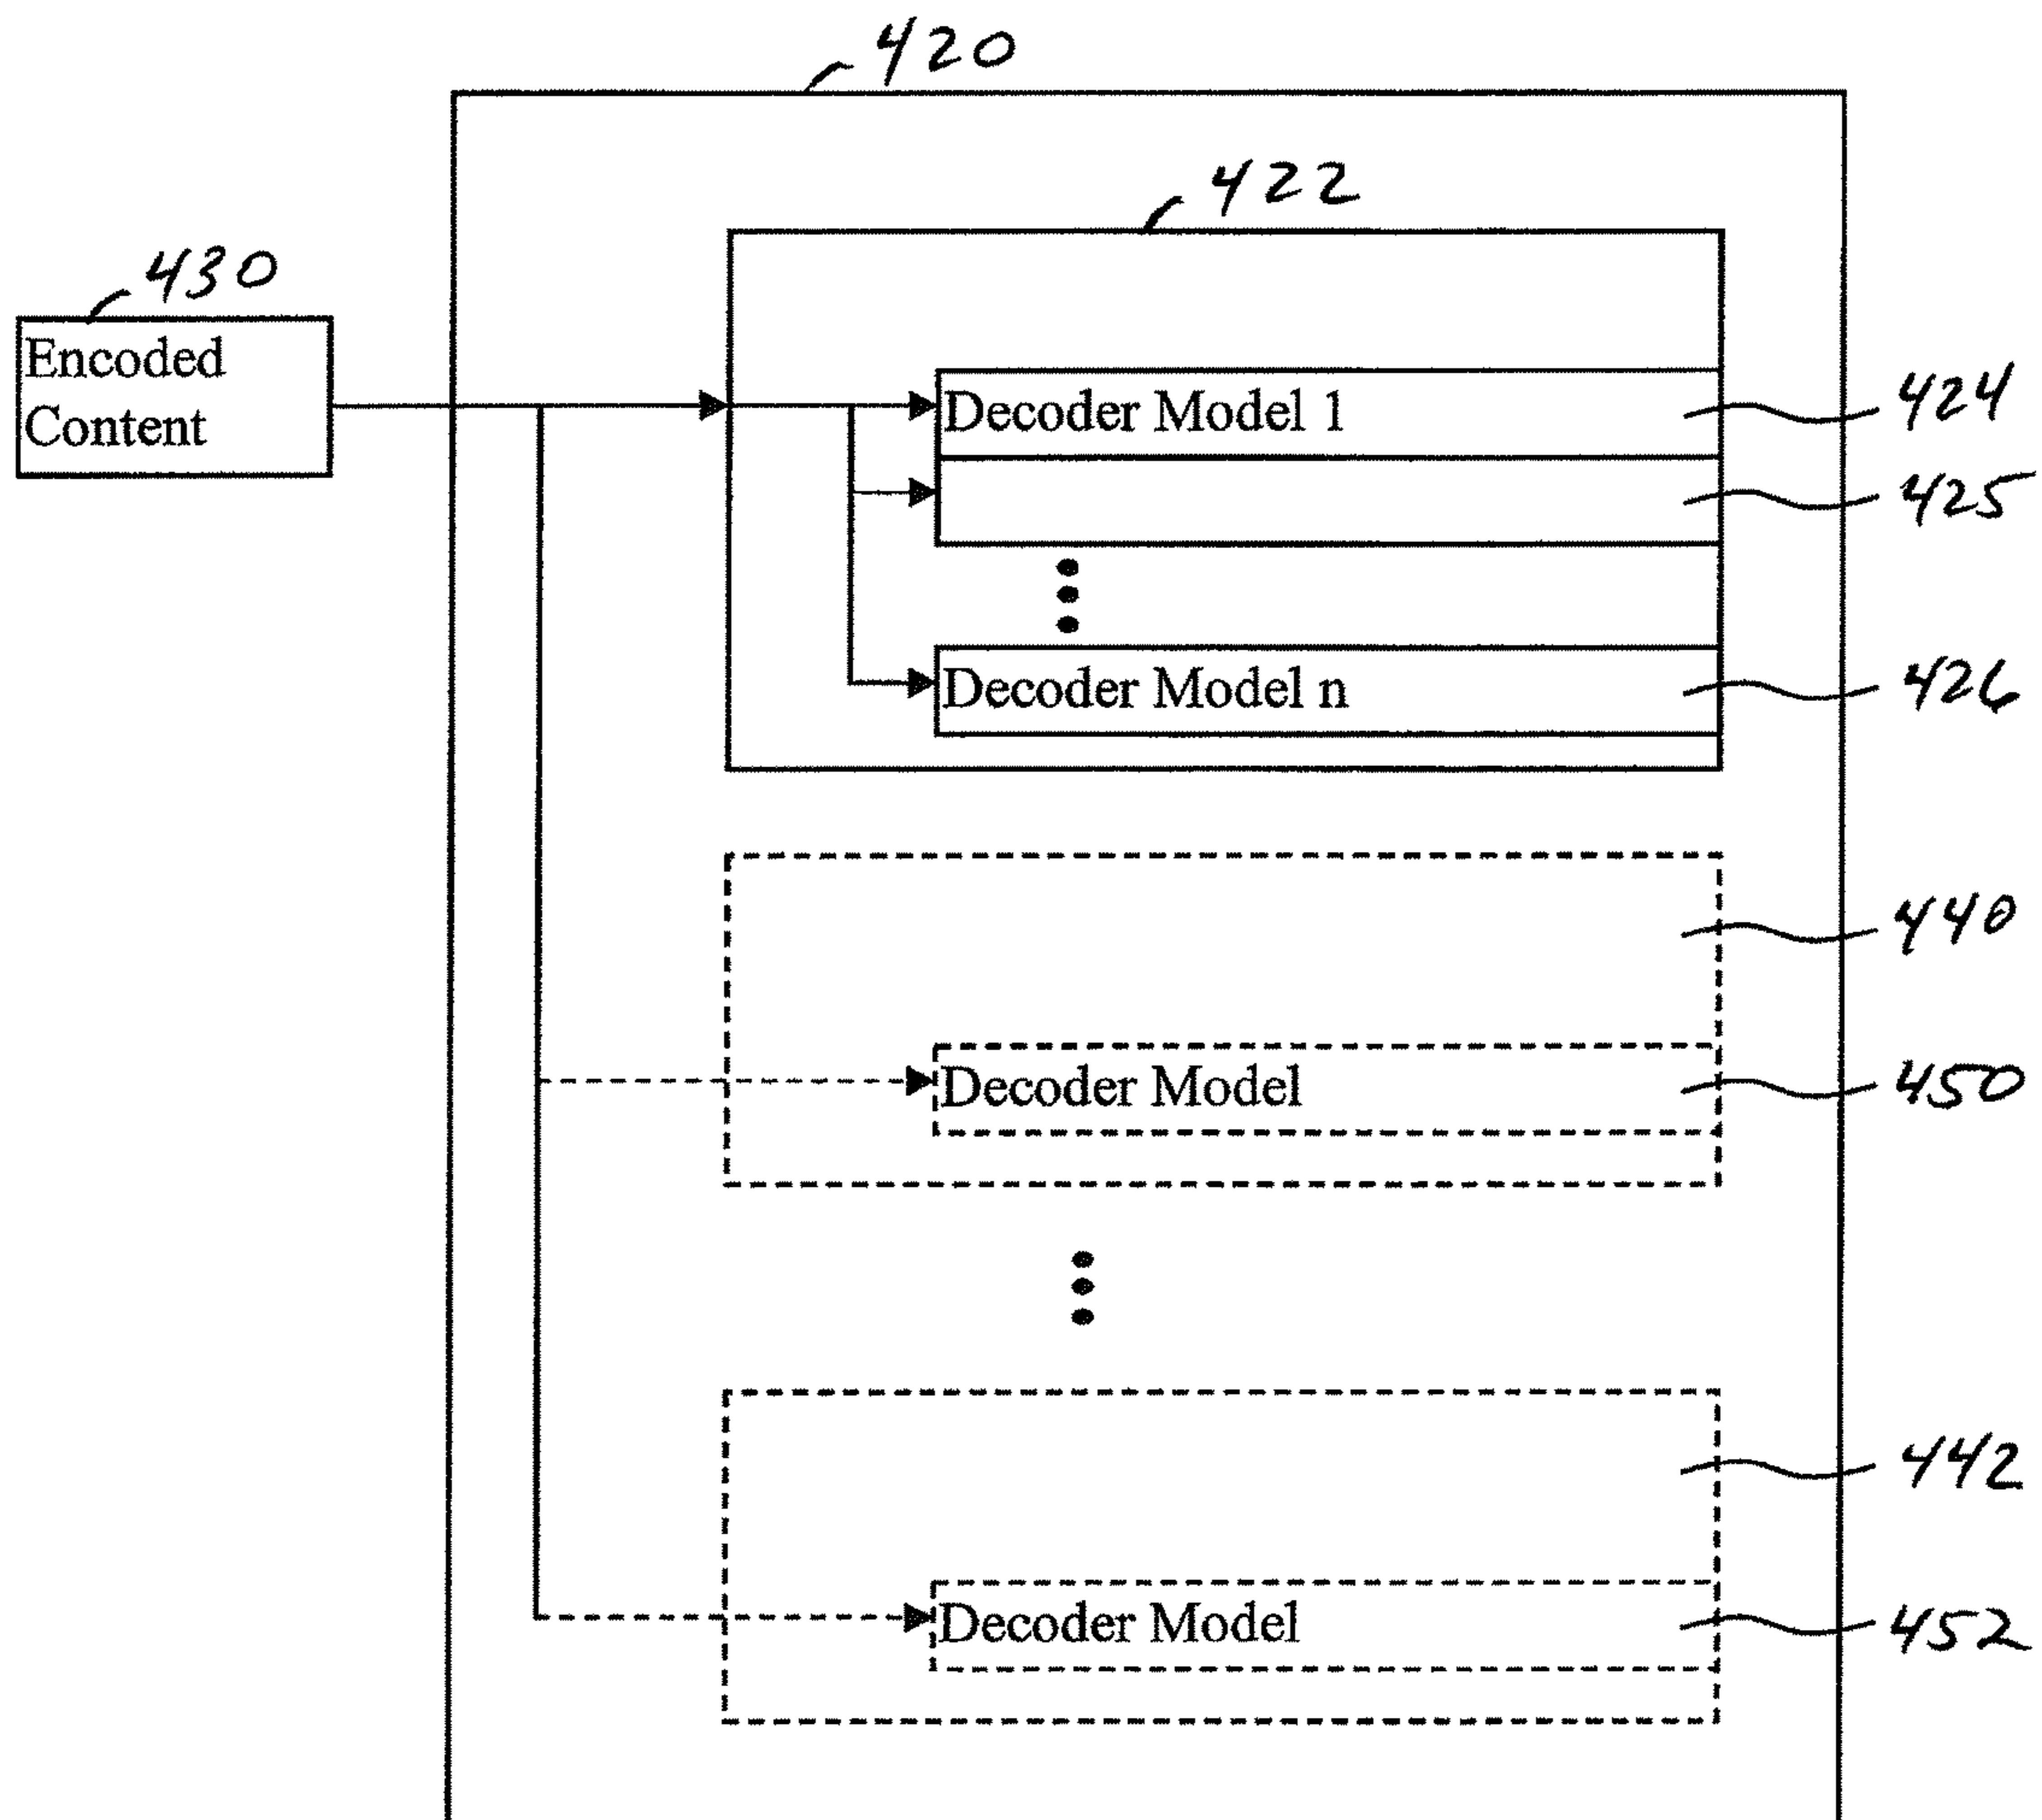 420
422
430
Encoded
Content
Decoder Model 1
424
425
Decoder Model n
426
440
Decoder Model
450
442
Decoder Model
452